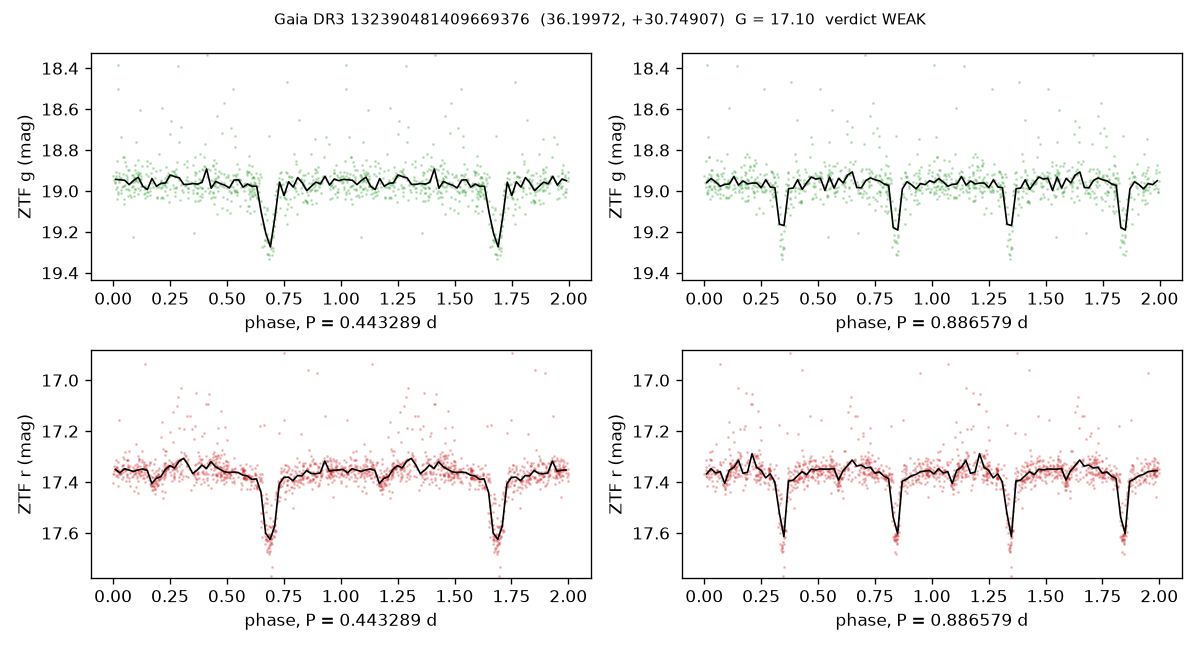 Gaia DR3 132390481409669376  (36.19972, +30.74907)  G = 17.10  verdict WEAK
ZTF g (mag)
18.4
18.6
18.8
19.0
19.2
19.4
0.00 0.25 0.50 0.75 1.00 1.25 1.50 1.75 2.00
phase, P = 0.443289 d
ZTF g (mag)
18.4
18.6
18.8
19.0
19.2
19.4
0.00 0.25 0.50 0.75 1.00 1.25 1.50 1.75 2.00
phase, P = 0.886579 d
ZTF r (mag)
17.0
17.2
17.4
17.6
0.00 0.25 0.50 0.75 1.00 1.25 1.50 1.75 2.00
phase, P = 0.443289 d
ZTF r (mag)
17.0
17.2
17.4
17.6
0.00 0.25 0.50 0.75 1.00 1.25 1.50 1.75 2.00
phase, P = 0.886579 d